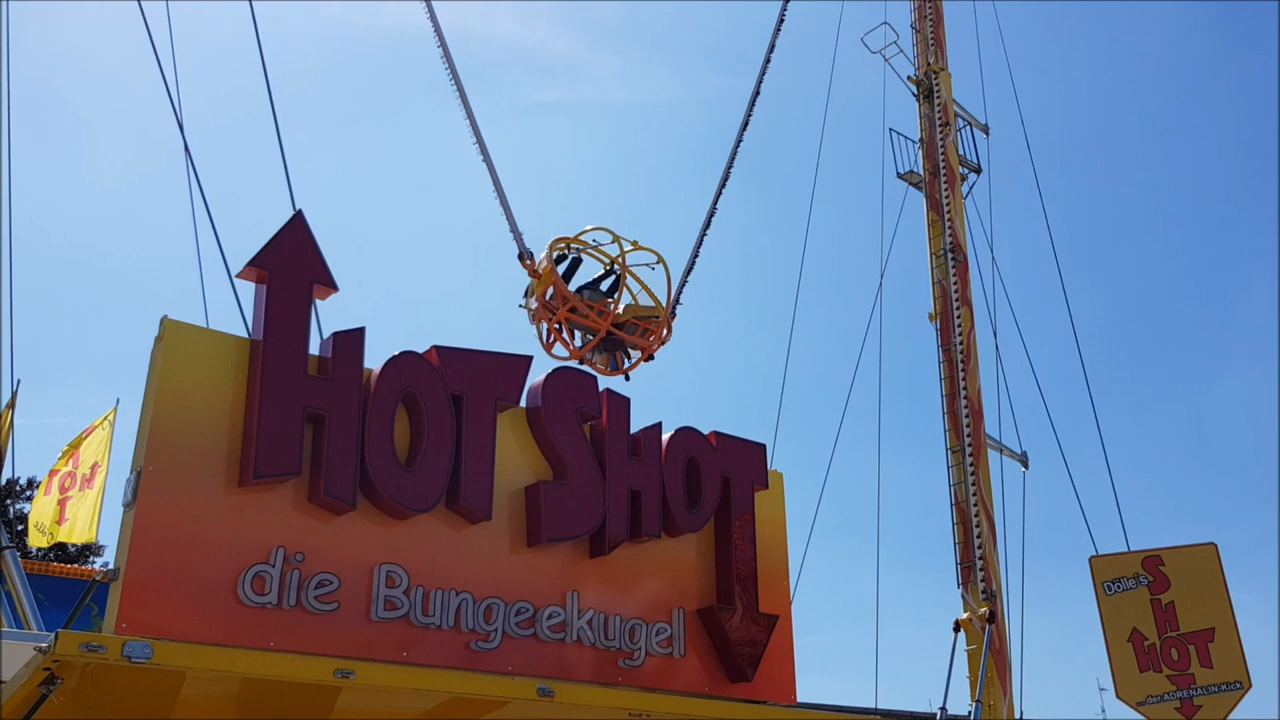 HOT SHOT
die Bungeekugel
Dölle's
SHOT
HOT
...der ADRENALIN-Kick
HOT